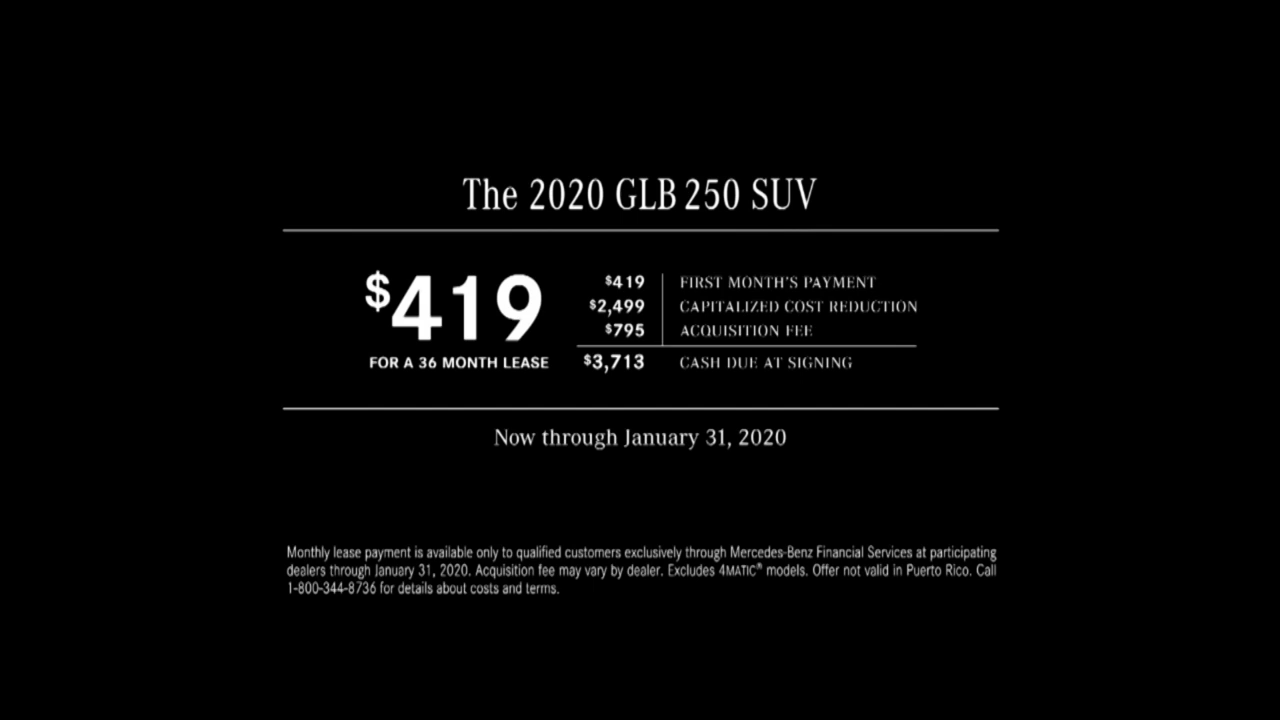 The 2020 GLB 250 SUV
$419
FOR A 36 MONTH LEASE
$419 FIRST MONTH'S PAYMENT
$2,499 CAPITALIZED COST REDUCTION
$795 ACQUISITION FEE
$3,713 CASH DUE AT SIGNING
Now through January 31, 2020
Monthly lease payment is available only to qualified customers exclusively through Mercedes-Benz Financial Services at participating
dealers through January 31, 2020. Acquisition fee may vary by dealer. Excludes 4MATIC® models. Offer not valid in Puerto Rico. Call
1-800-344-8736 for details about costs and terms.